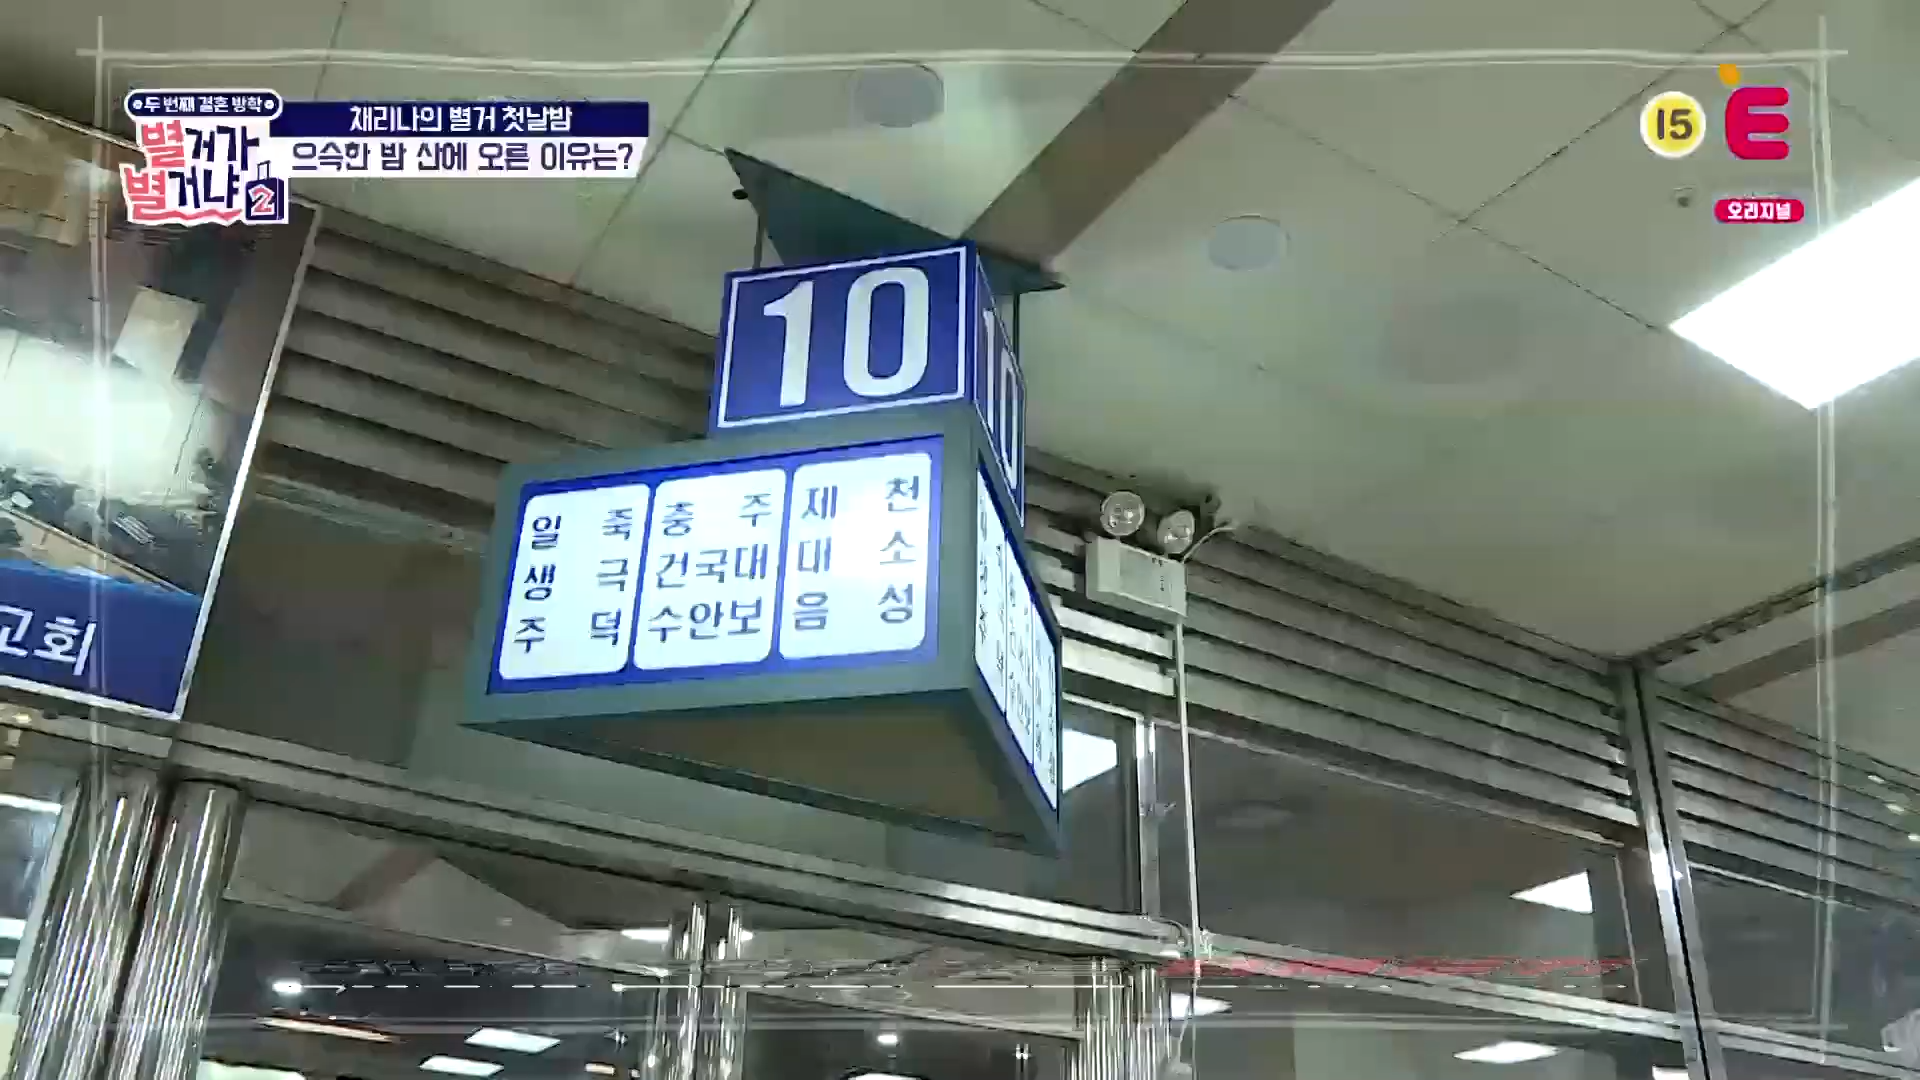 두 번째 결혼 방학
별거가
별거냐 2
채리나의 별거 첫날밤
으슥한 밤 산에 오른 이유는?
15
E
오리지널
10
10
일죽 충주 제천
생극 건국대 대소
주덕 수안보 음성
고회